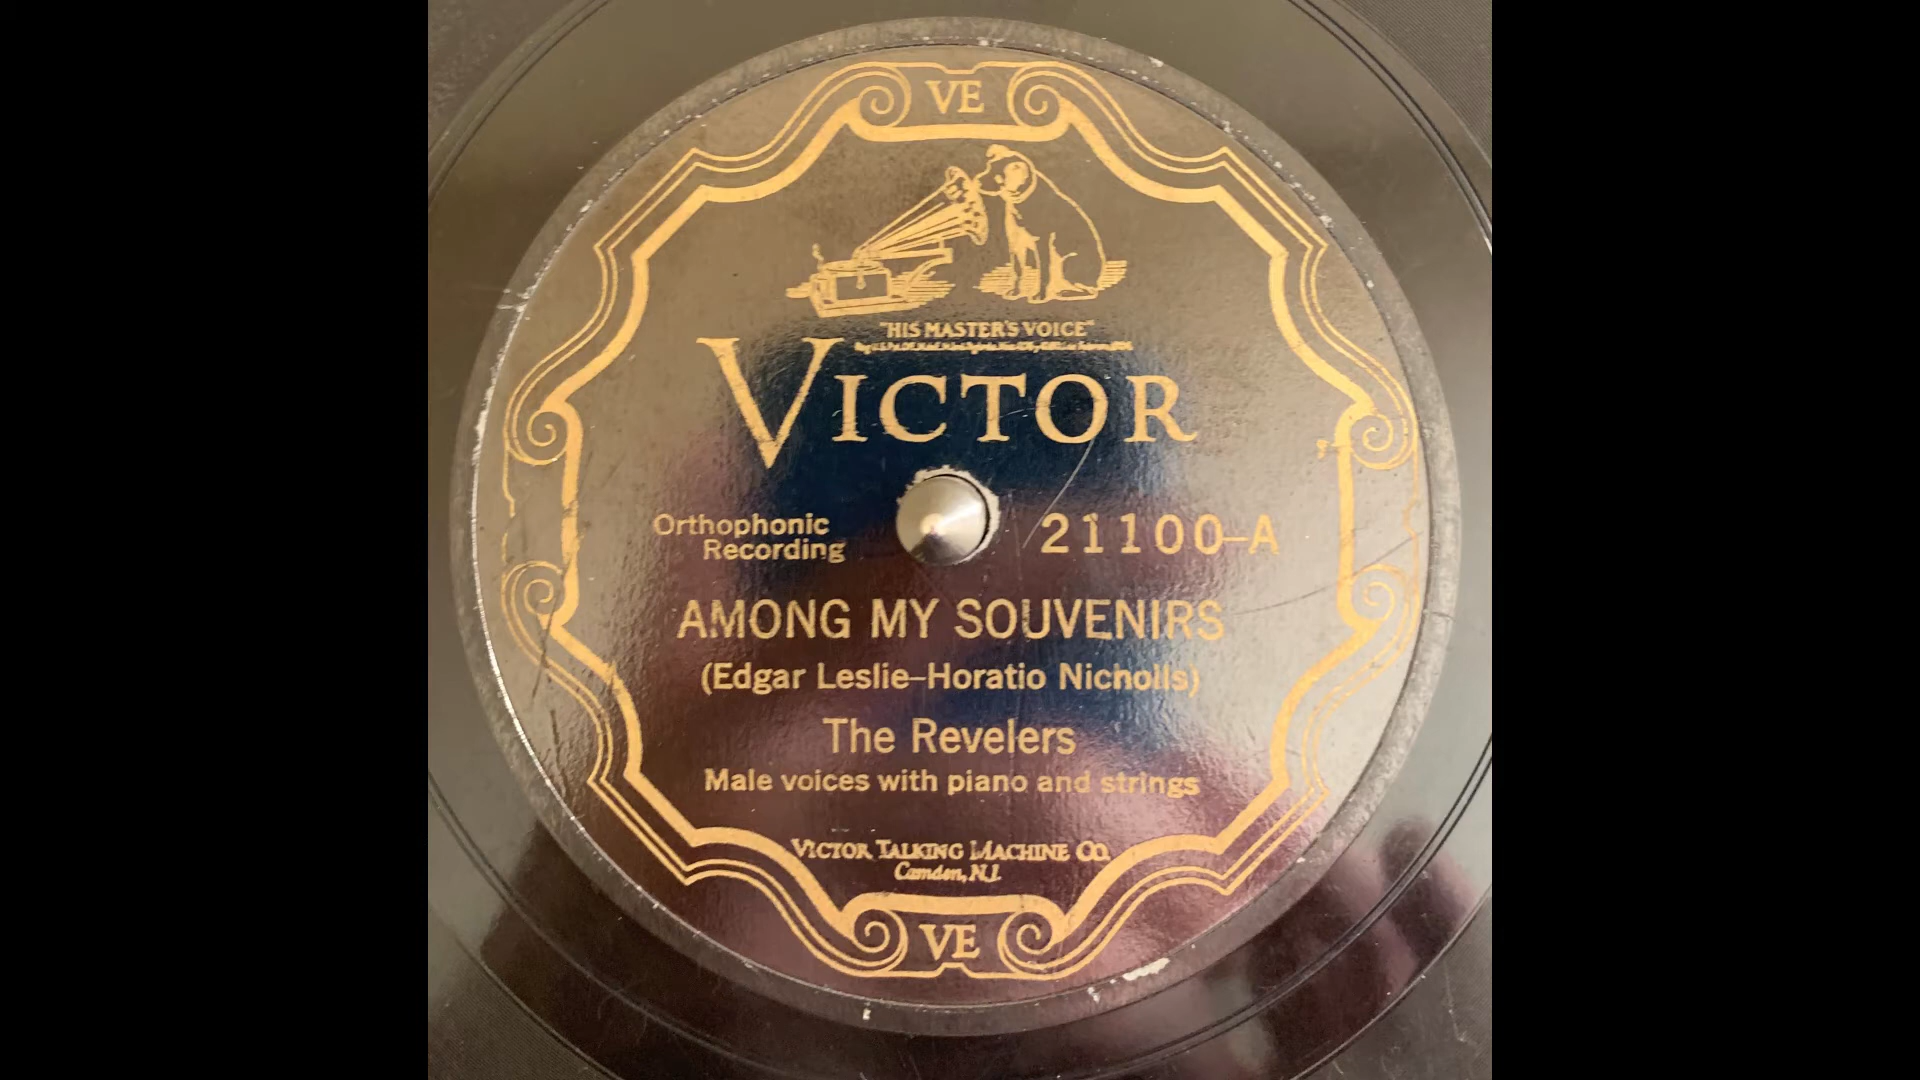 VE
"HIS MASTER'S VOICE"
VICTOR
Orthophonic
Recording
21100-A
AMONG MY SOUVENIRS
(Edgar Leslie-Horatio Nicholls)
The Revelers
Male voices with piano and strings
VICTOR TALKING MACHINE CO.
Camden, N.J.
VE